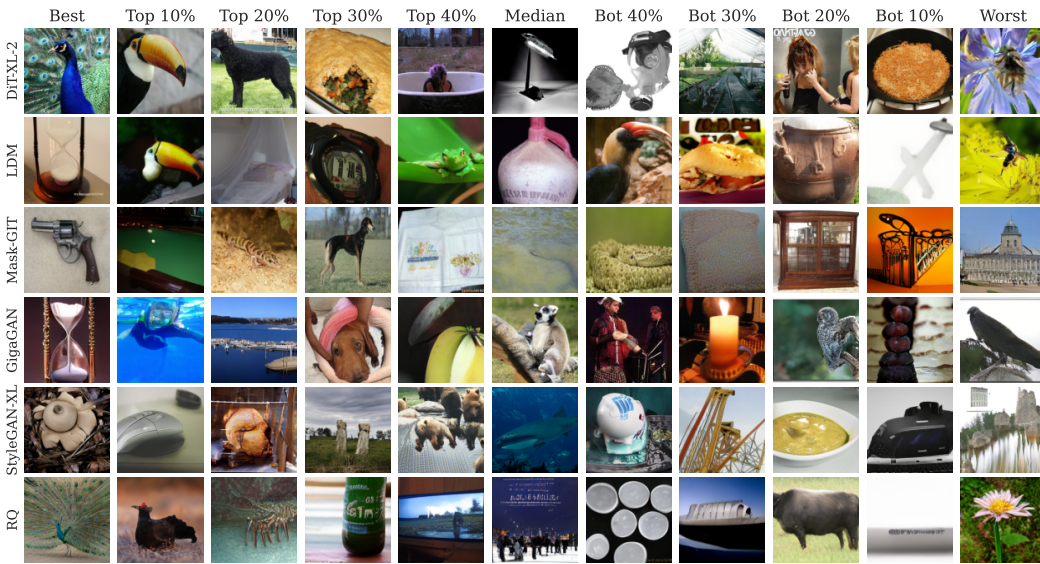 Best Top 10% Top 20% Top 30% Top 40% Median Bot 40% Bot 30% Bot 20% Bot 10% Worst
DiT-XL-2
LDM
Mask-GIT
GigaGAN
StyleGAN-XL
RQ